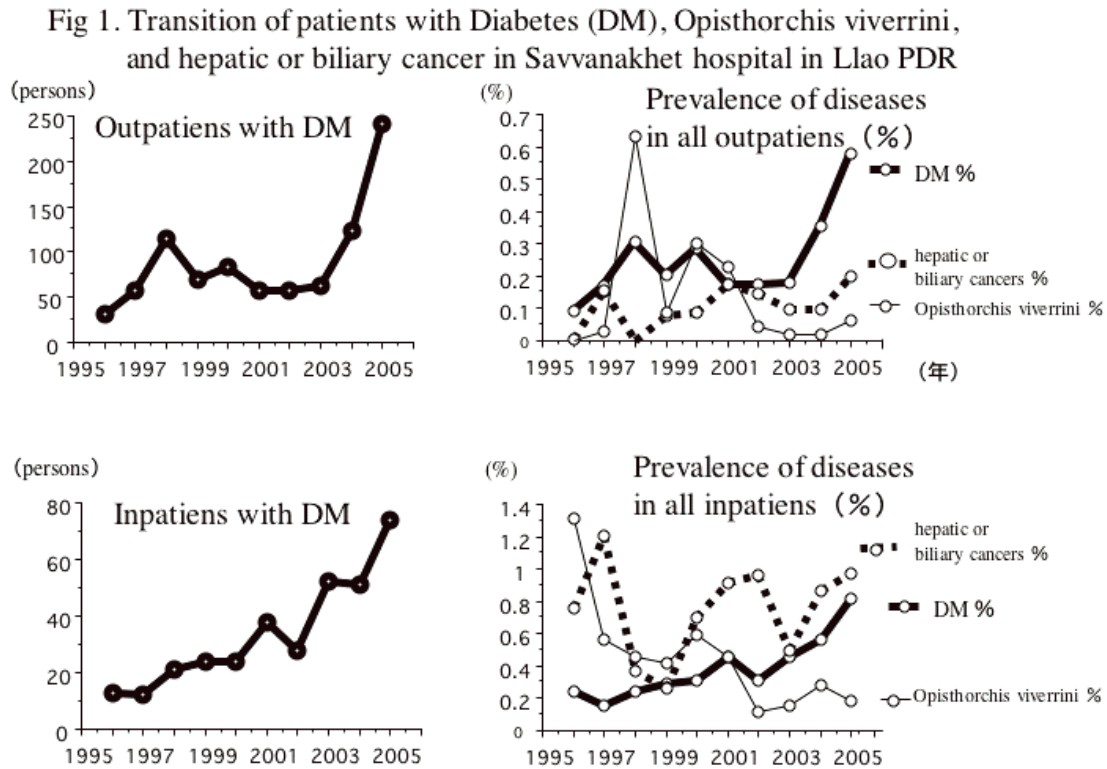 Fig 1. Transition of patients with Diabetes (DM), Opisthorchis viverrini,
and hepatic or biliary cancer in Savvanakhet hospital in Llao PDR
(persons)
Outpatiens with DM
250
200
150
100
50
0
1995 1997 1999 2001 2003 2005
(%)
Prevalence of diseases
in all outpatiens (%)
0.7
0.6
0.5
0.4
0.3
0.2
0.1
0
1995 1997 1999 2001 2003 2005
(年)
DM %
hepatic or
biliary cancers %
Opisthorchis viverrini %
(persons)
Inpatiens with DM
80
60
40
20
0
1995 1997 1999 2001 2003 2005
(%)
Prevalence of diseases
in all inpatiens (%)
1.4
1.2
1
0.8
0.6
0.4
0.2
0
1995 1997 1999 2001 2003 2005
hepatic or
biliary cancers %
DM %
Opisthorchis viverrini %